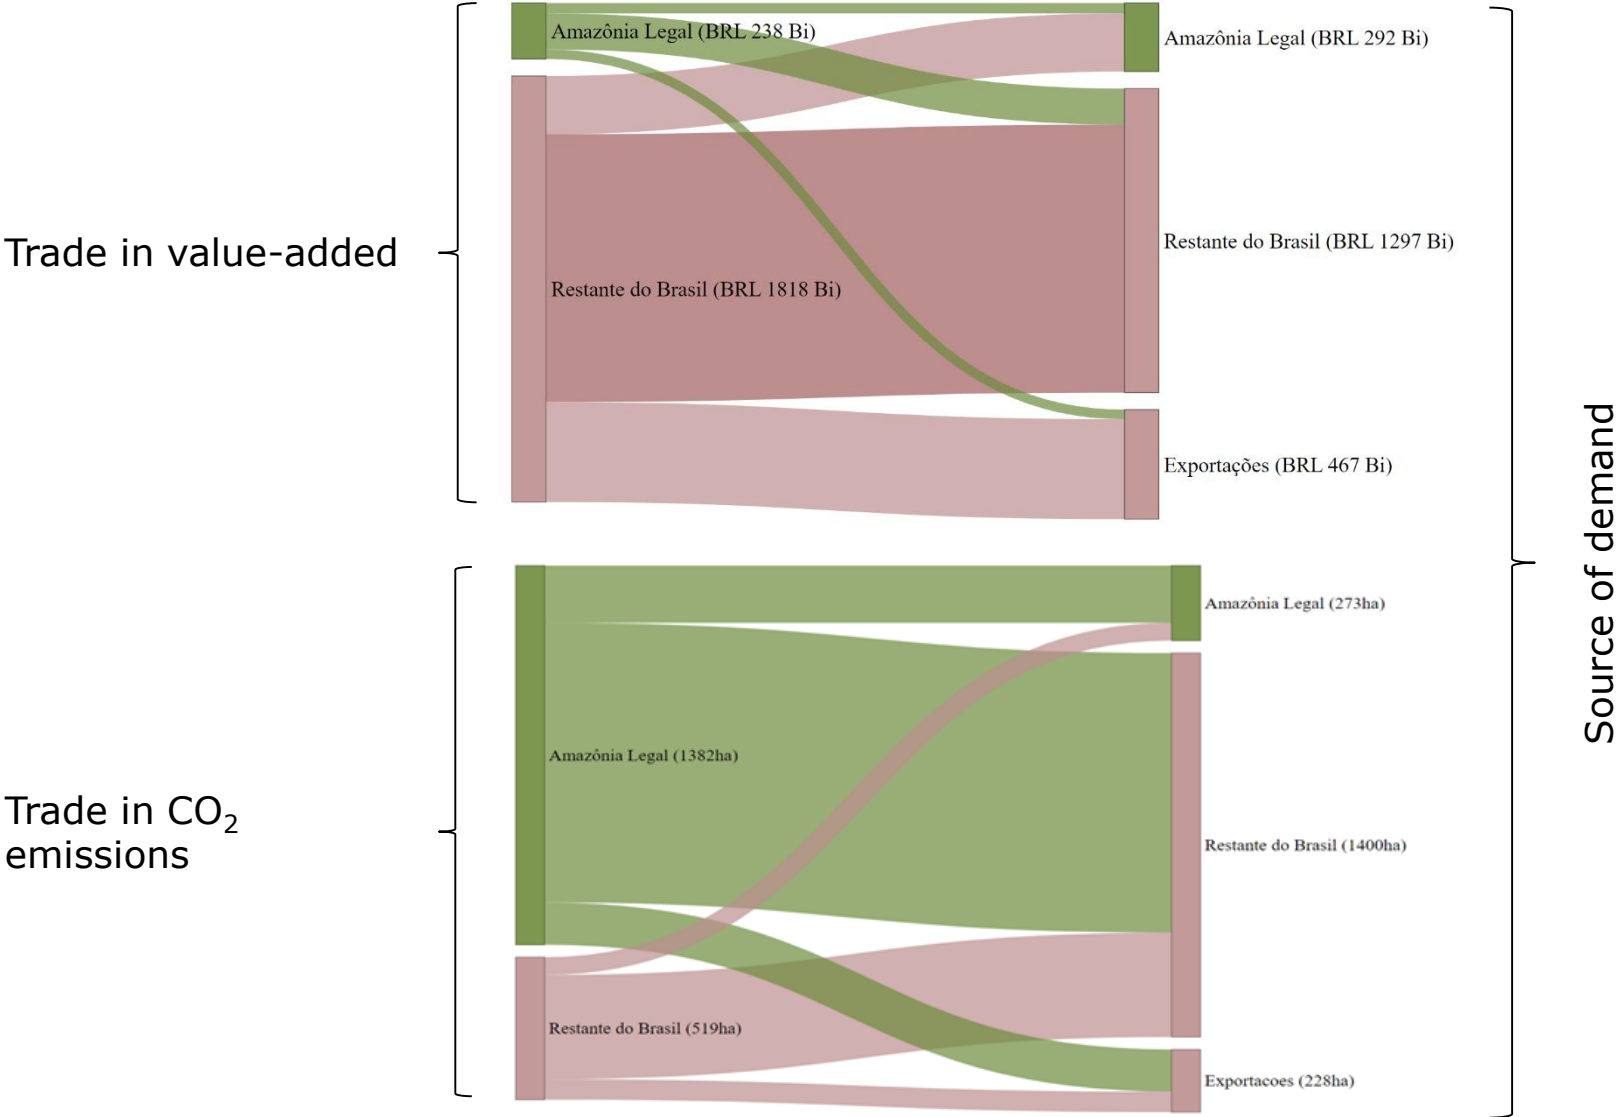 Amazônia Legal (BRL 238 Bi)
Amazônia Legal (BRL 292 Bi)
Trade in value-added
Restante do Brasil (BRL 1818 Bi)
Restante do Brasil (BRL 1297 Bi)
Exportações (BRL 467 Bi)
Source of demand
Amazônia Legal (273ha)
Amazônia Legal (1382ha)
Trade in CO₂
emissions
Restante do Brasil (1400ha)
Restante do Brasil (519ha)
Exportacoes (228ha)